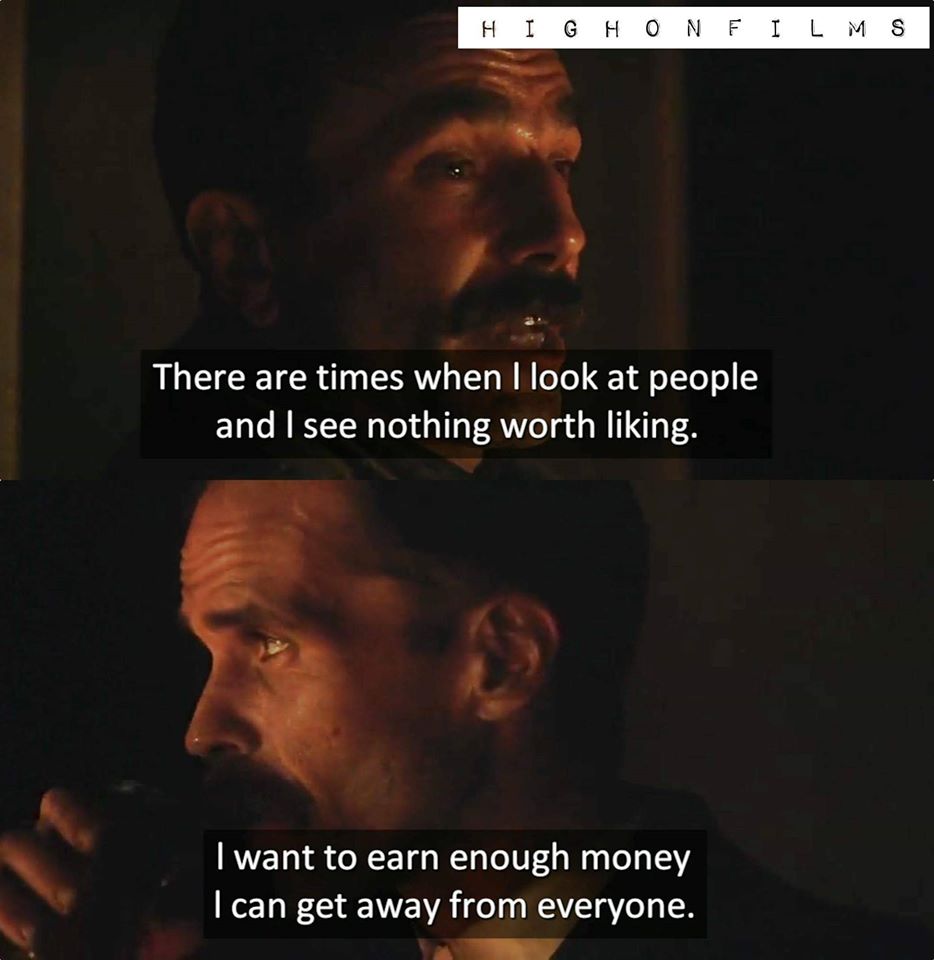 HIGHONFILMS
There are times when I look at people
and I see nothing worth liking.
I want to earn enough money
I can get away from everyone.